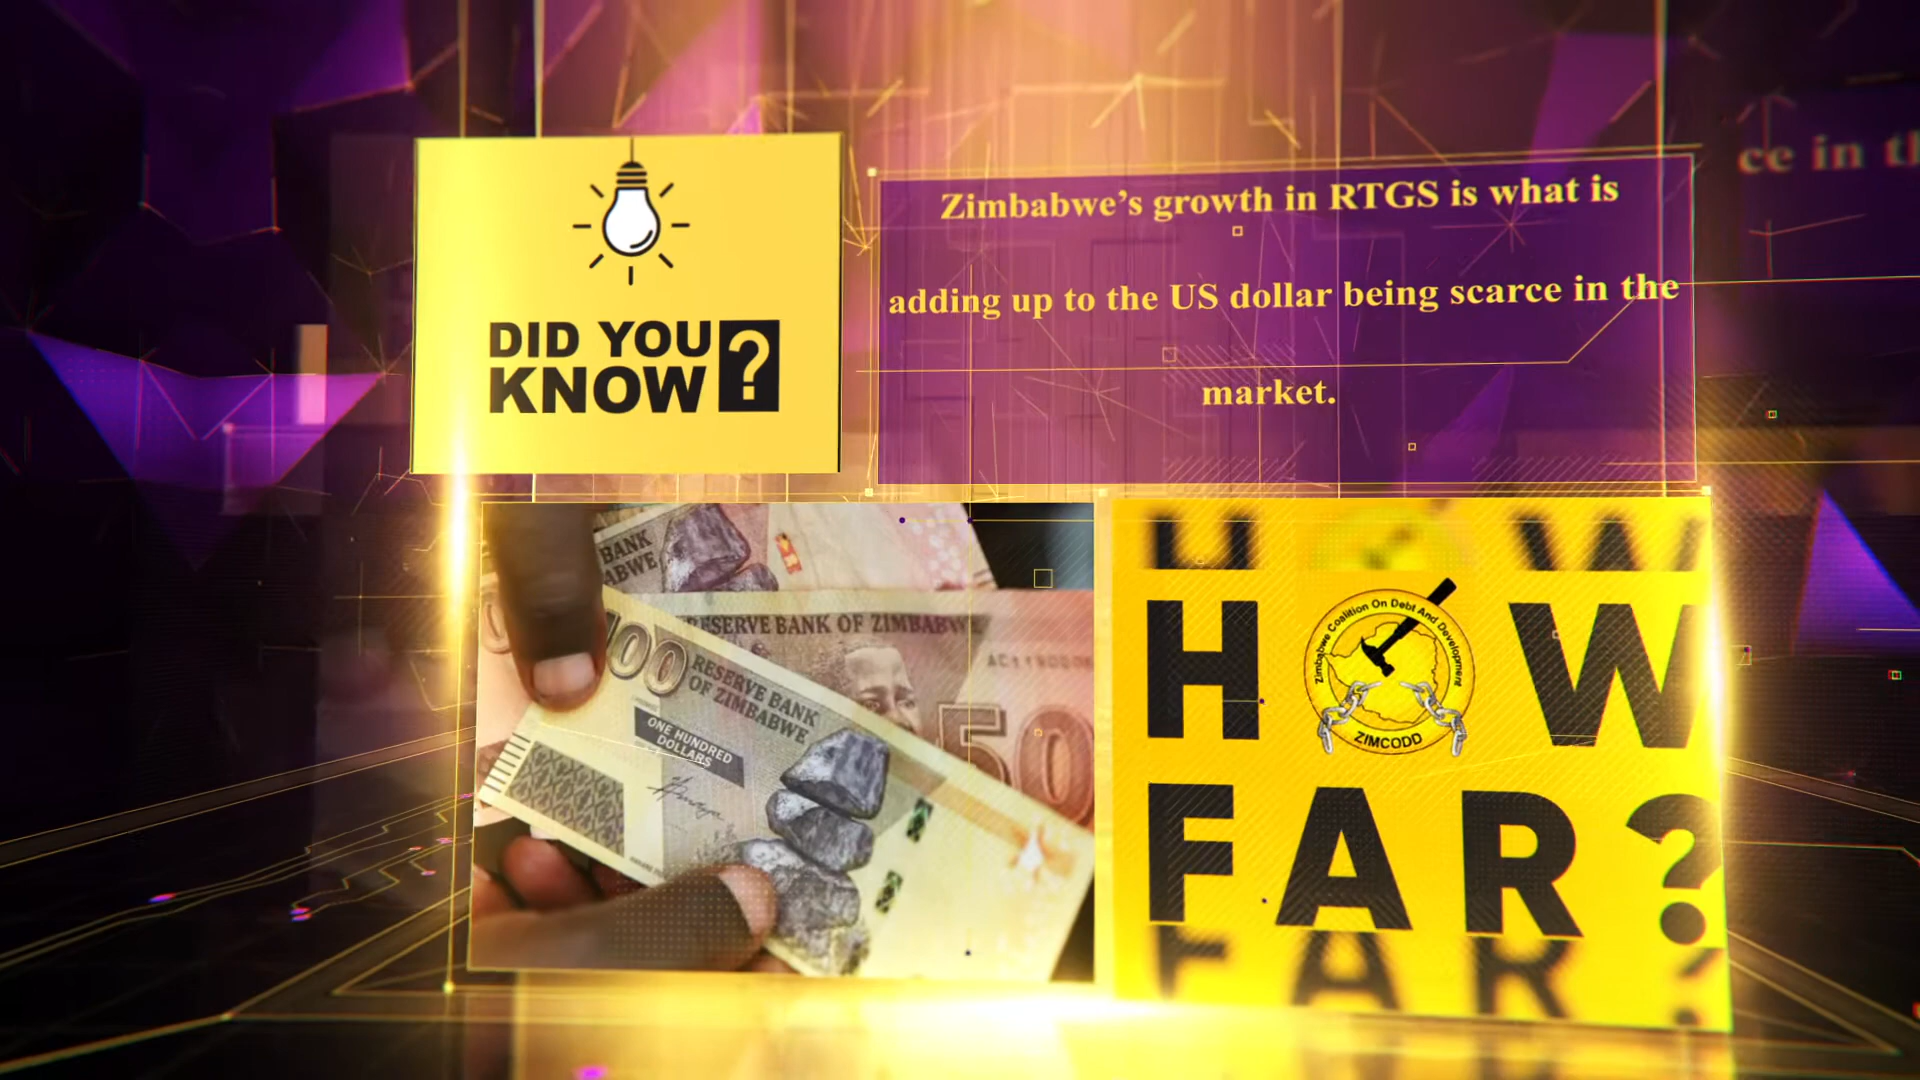 DID YOU
KNOW?
Zimbabwe’s growth in RTGS is what is
adding up to the US dollar being scarce in the
market.
ce in th
BANK
ABWE
RESERVE BANK OF ZIMBABWE
50
100
RESERVE BANK
OF ZIMBABWE
ONE HUNDRED
DOLLARS
H W
Zimbabwe Coalition On Debt And Development
ZIMCODD
H W
FAR?
FAR?